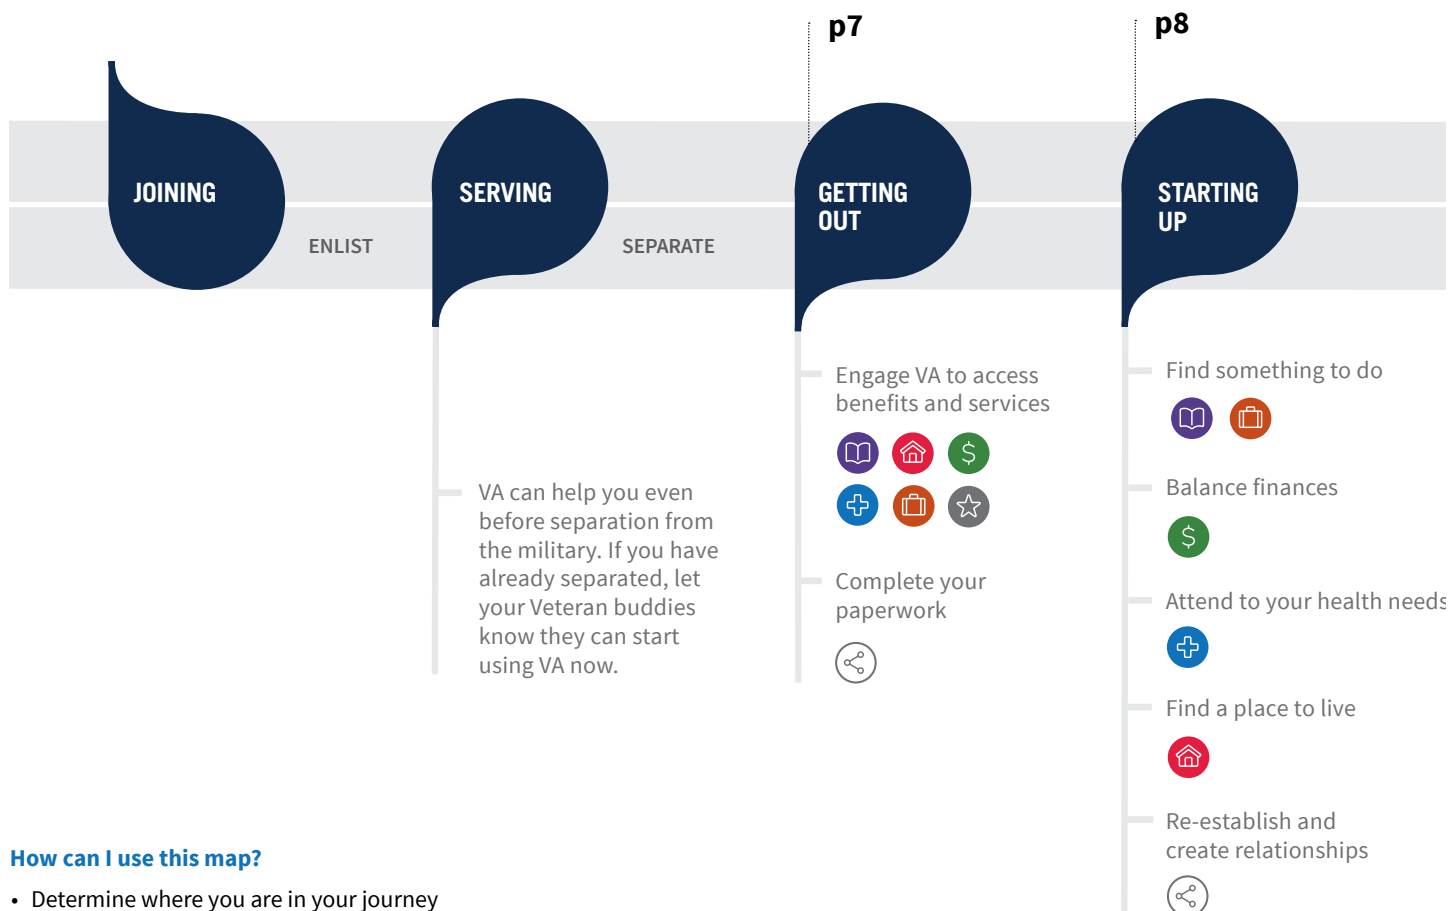 p7
p8
JOINING
SERVING
GETTING
OUT
STARTING
UP
ENLIST
SEPARATE
VA can help you even
before separation from
the military. If you have
already separated, let
your Veteran buddies
know they can start
using VA now.
Engage VA to access
benefits and services
$
Complete your
paperwork
Find something to do
Balance finances
$
Attend to your health needs
Find a place to live
Re-establish and
create relationships
How can I use this map?
• Determine where you are in your journey